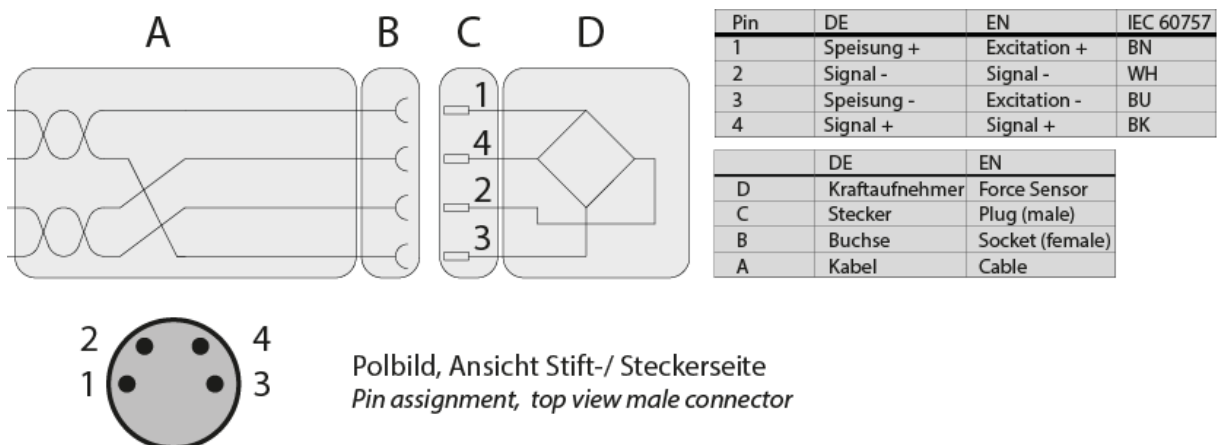 A B C D
1
4
2
3
Pin DE EN IEC 60757
1 Speisung + Excitation + BN
2 Signal - Signal - WH
3 Speisung - Excitation - BU
4 Signal + Signal + BK
DE EN
D Kraftaufnehmer Force Sensor
C Stecker Plug (male)
B Buchse Socket (female)
A Kabel Cable
2 4
1 3
Polbild, Ansicht Stift-/ Steckerseite
Pin assignment, top view male connector